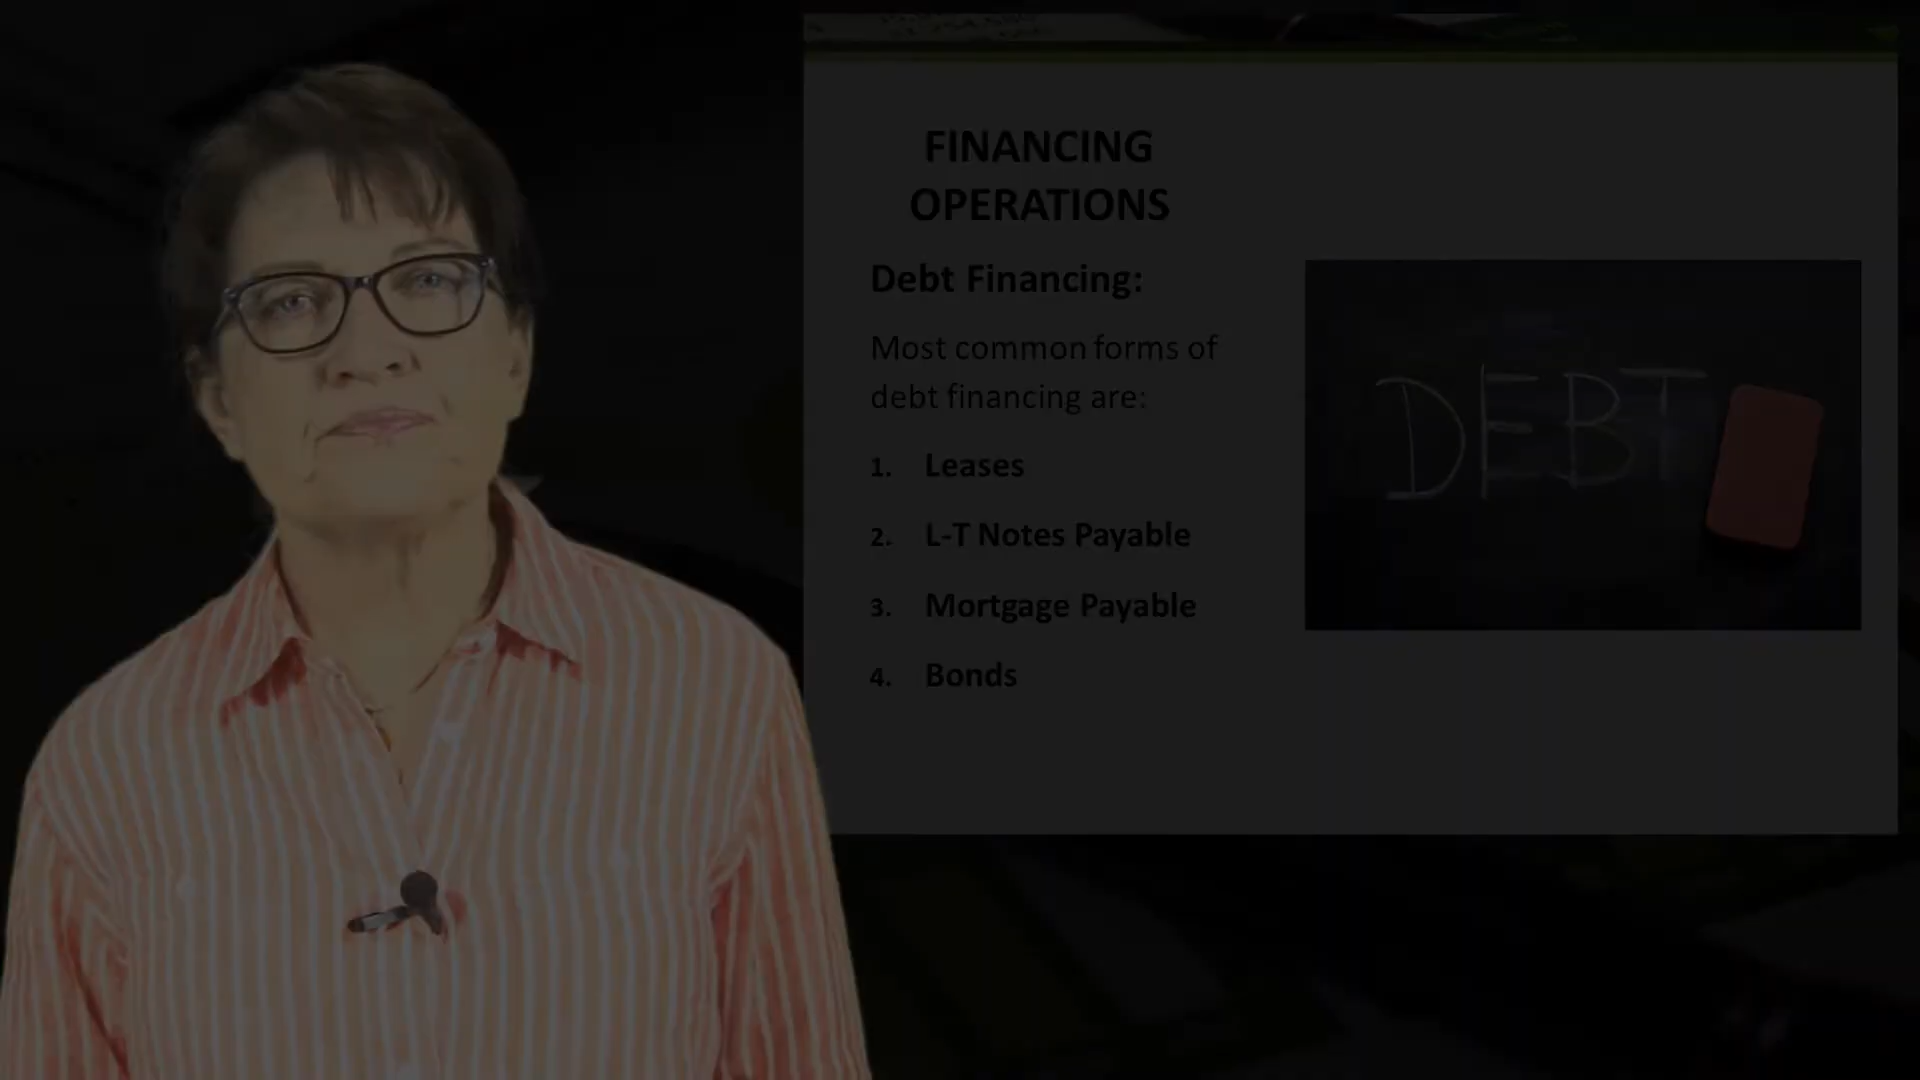 FINANCING
OPERATIONS
Debt Financing:
Most common forms of
debt financing are:
1. Leases
2. L-T Notes Payable
3. Mortgage Payable
4. Bonds
DEBT